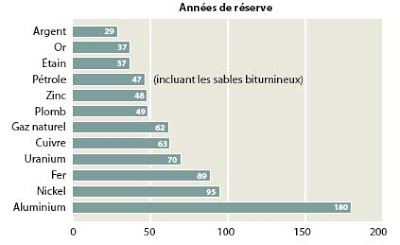 Années de réserve
Argent 29
Or 37
Étain 37
Pétrole 47 (incluant les sables bitumineux)
Zinc 48
Plomb 49
Gaz naturel 62
Cuivre 63
Uranium 70
Fer 89
Nickel 95
Aluminium 180
0 50 100 150 200